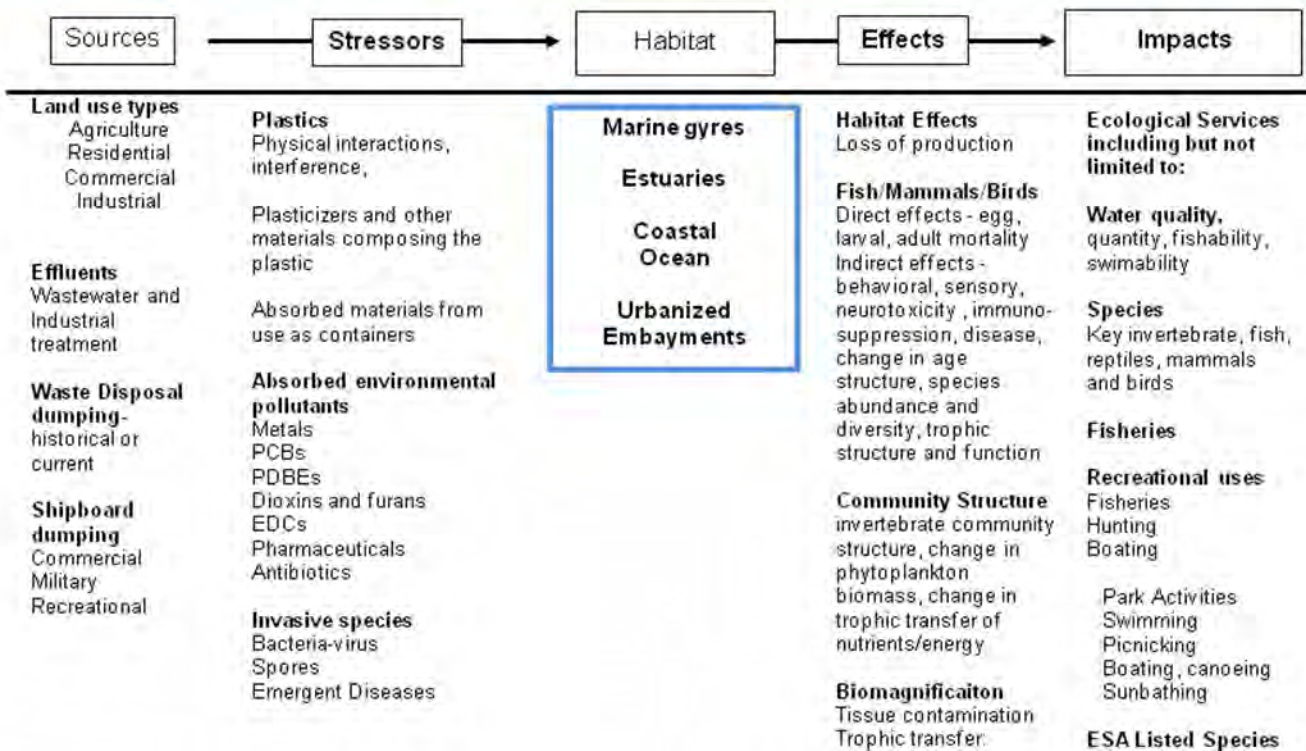 Sources
Stressors
Habitat
Effects
Impacts
Land use types
Agriculture
Residential
Commercial
Industrial
Effluents
Wastewater and
Industrial
treatment
Waste Disposal
dumping-
historical or
current
Shipboard
dumping
Commercial
Military
Recreational
Plastics
Physical interactions,
interference,
Plasticizers and other
materials composing the
plastic
Absorbed materials from
use as containers
Absorbed environmental
pollutants
Metals
PCBs
PDBEs
Dioxins and furans
EDCs
Pharmaceuticals
Antibiotics
Invasive species
Bacteria-virus
Spores
Emergent Diseases
Marine gyres
Estuaries
Coastal
Ocean
Urbanized
Embayments
Habitat Effects
Loss of production
Fish/Mammals/Birds
Direct effects - egg,
larval, adult mortality
Indirect effects -
behavioral, sensory,
neurotoxicity , immuno-
suppression, disease,
change in age
structure, species
abundance and
diversity, trophic
structure and function
Community Structure
invertebrate community
structure, change in
phytoplankton
biomass, change in
trophic transfer of
nutrients/energy
Biomagnificaiton
Tissue contamination
Trophic transfer.
Ecological Services
including but not
limited to:
Water quality,
quantity, fishability,
swimability
Species
Key invertebrate, fish,
reptiles, mammals
and birds
Fisheries
Recreational uses
Fisheries
Hunting
Boating
Park Activities
Swimming
Picnicking
Boating, canoeing
Sunbathing
ESA Listed Species